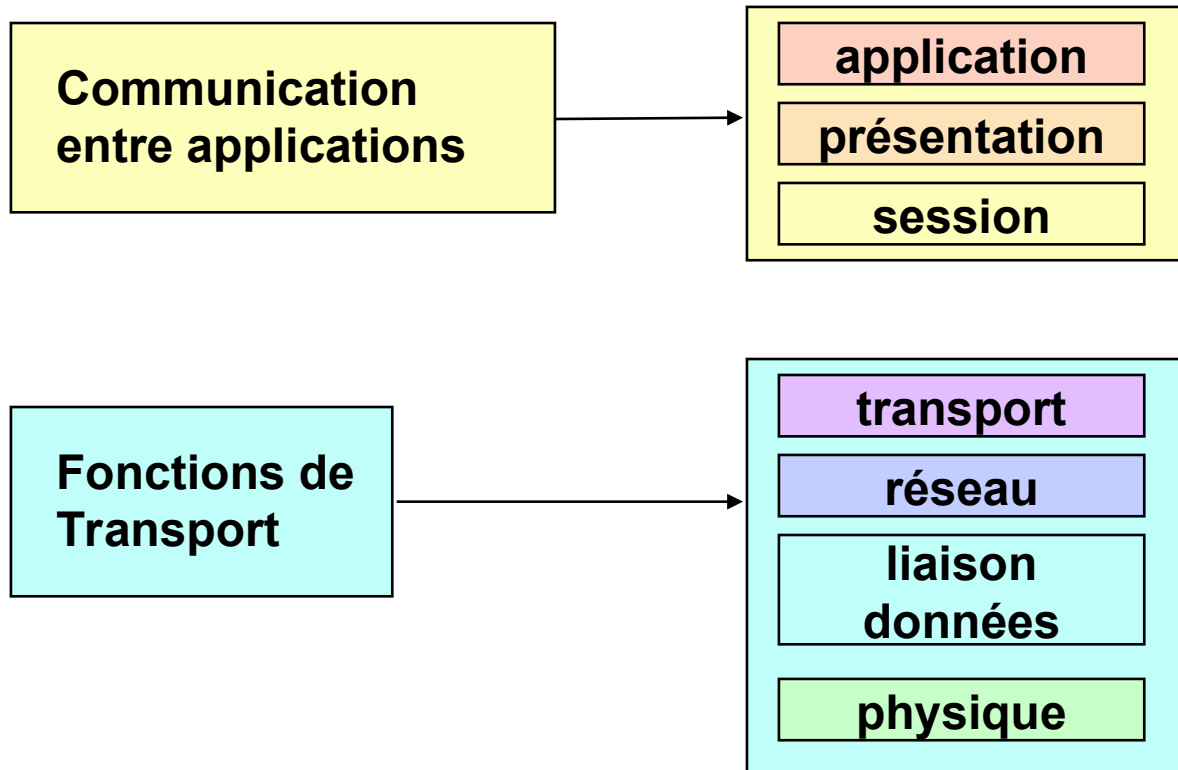 Communication
entre applications
application
présentation
session
Fonctions de
Transport
transport
réseau
liaison
données
physique